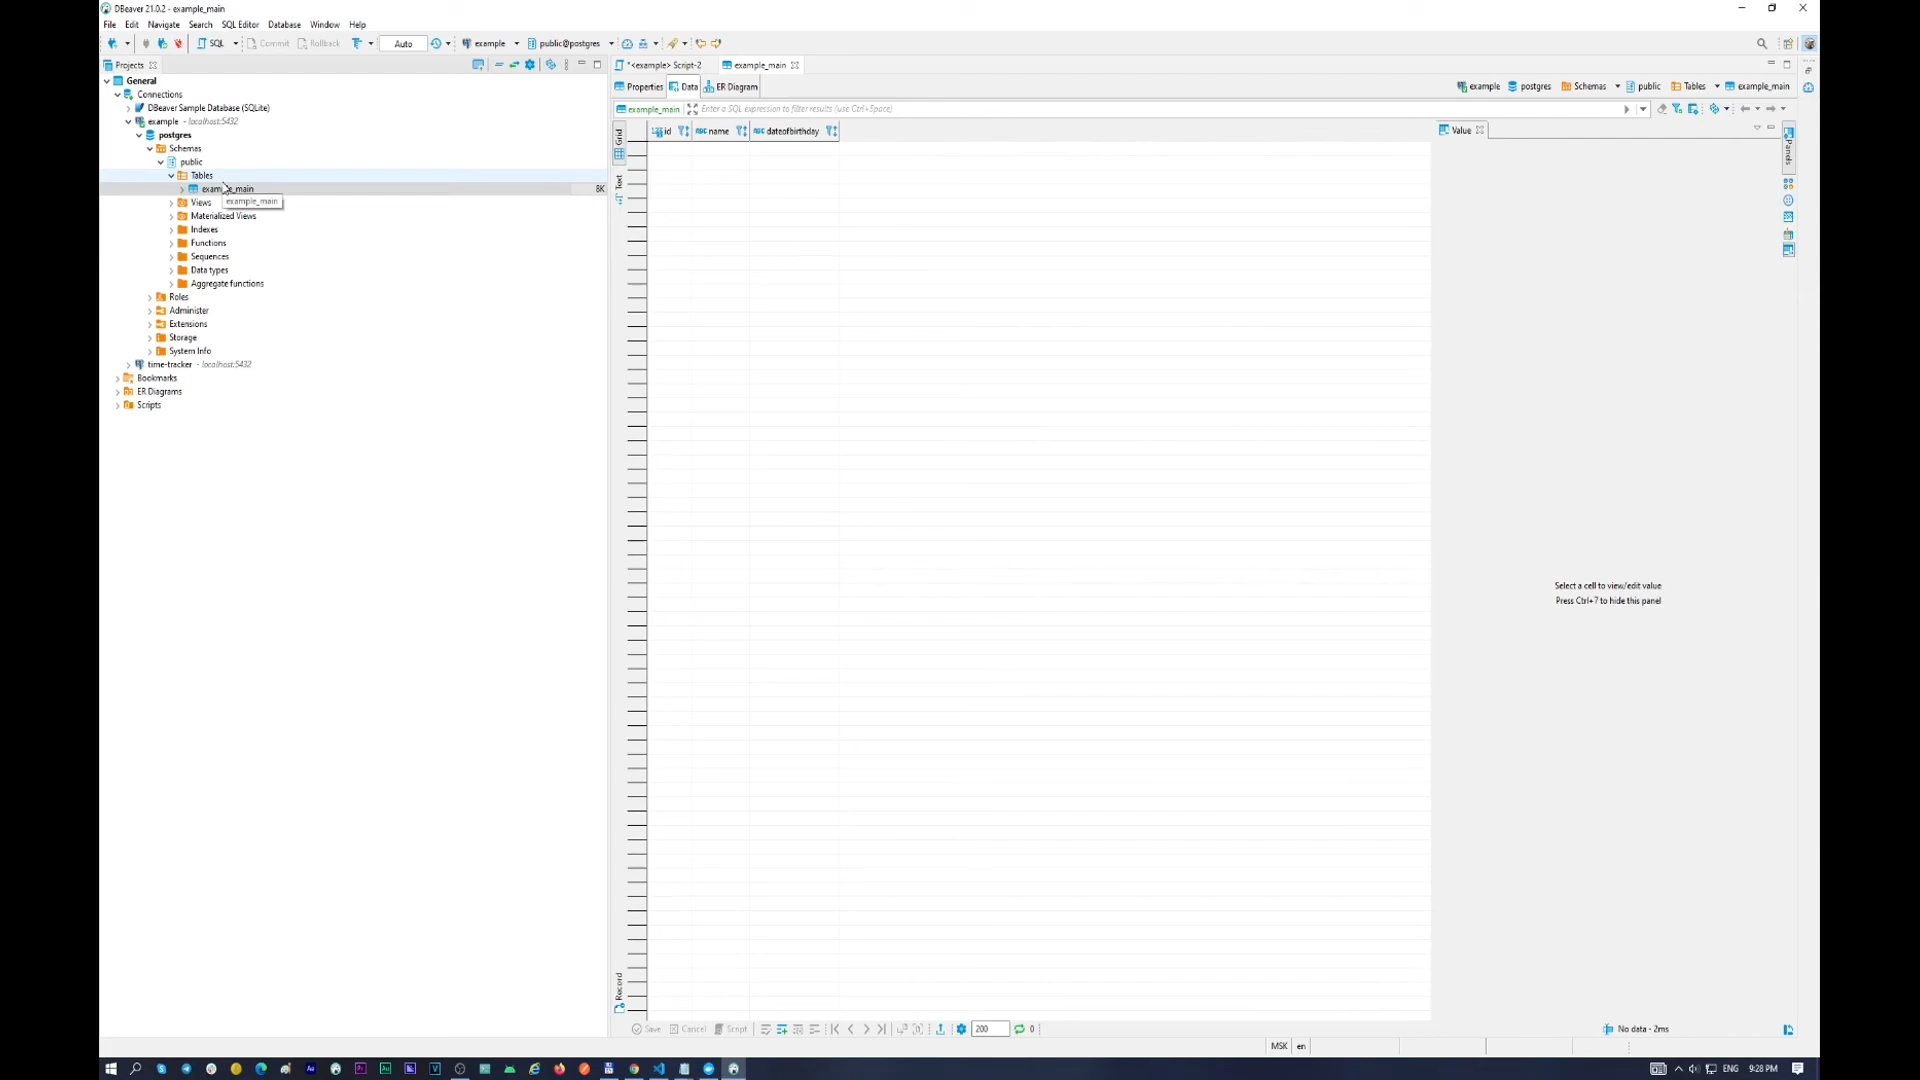 DBeaver 21.0.2 - example_main
File Edit Navigate Search SQL Editor Database Window Help
SQL Commit Rollback Auto example public@postgres
Projects
*<example> Script-2 example_main
General
Connections
DBeaver Sample Database (SQLite)
example - localhost:5432
postgres
Schemas
public
Tables
example_main 8K
example_main
Views
Materialized Views
Indexes
Functions
Sequences
Data types
Aggregate functions
Roles
Administer
Extensions
Storage
System Info
time-tracker - localhost:5432
Bookmarks
ER Diagrams
Scripts
Properties Data ER Diagram
example postgres Schemas public Tables example_main
example_main Enter a SQL expression to filter results (use Ctrl+Space)
Grid
Text
Record
id name dateofbirthday
Value
Panels
Select a cell to view/edit value
Press Ctrl+7 to hide this panel
Save Cancel Script 200 0
No data - 2ms
MSK en
ENG 9:28 PM